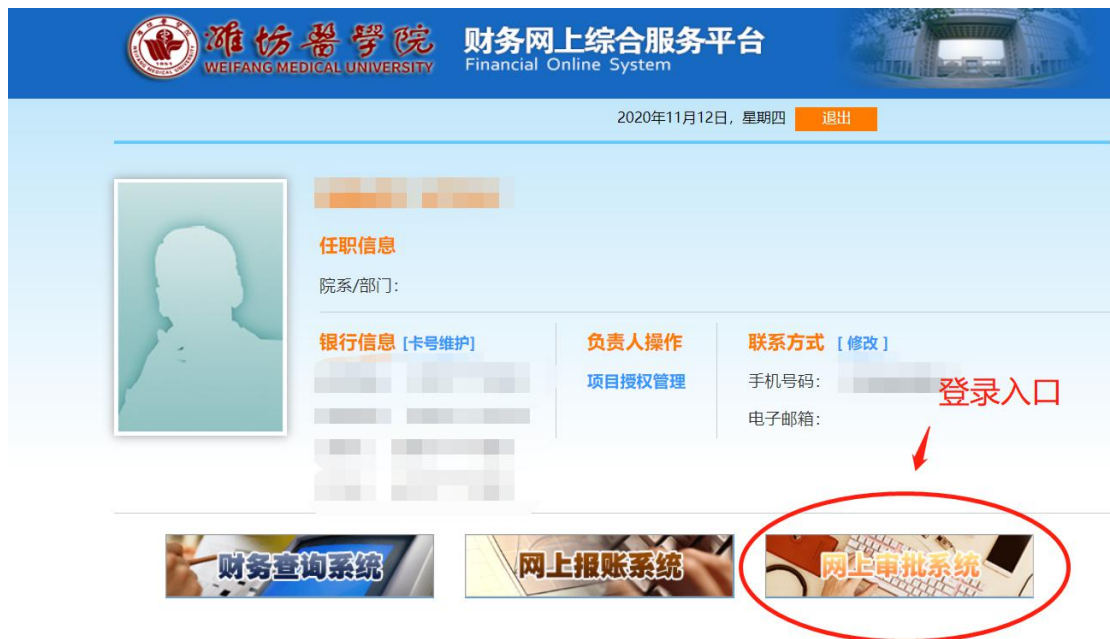 潍坊醫學院
WEIFANG MEDICAL UNIVERSITY
财务网上综合服务平台
Financial Online System
2020年11月12日，星期四 退出
任职信息
院系/部门：
银行信息 [卡号维护]
负责人操作
项目授权管理
联系方式 [ 修改 ]
手机号码：
电子邮箱：
登录入口
财务查询系统
网上报账系统
网上审批系统